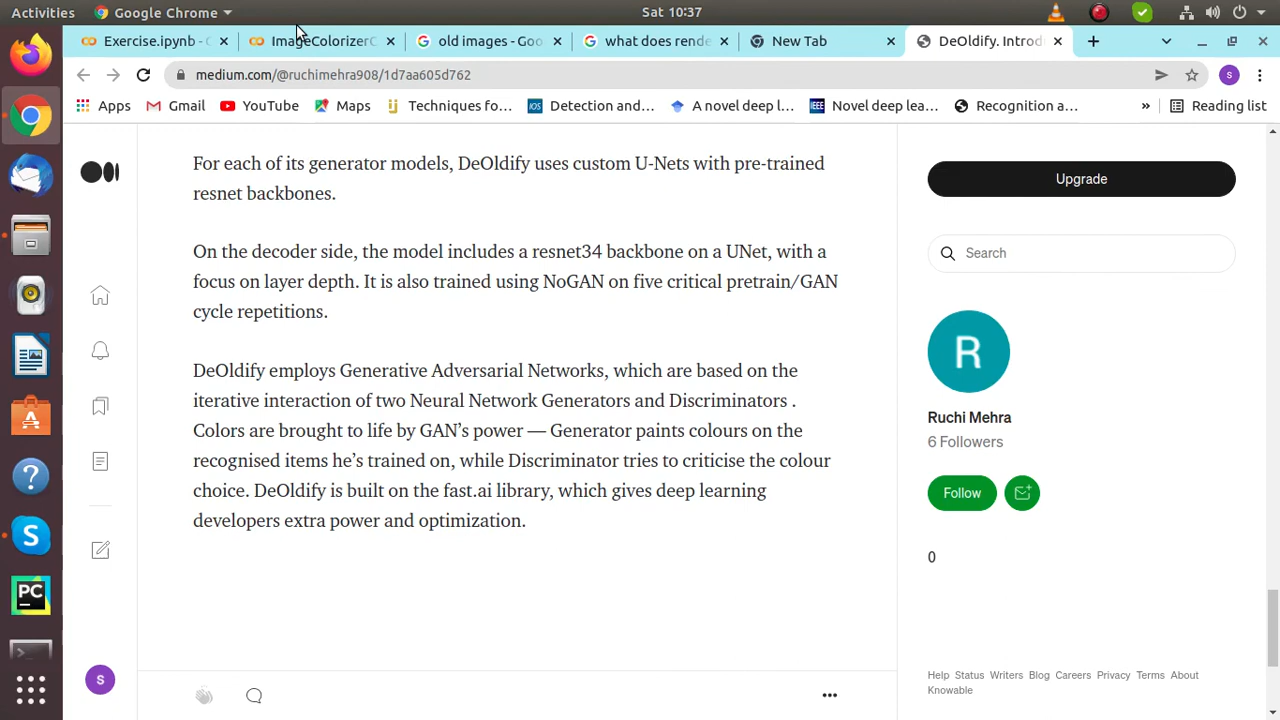 Activities Google Chrome Sat 10:37
Exercise.ipynb - C ImageColorizerC old images - Goo what does rende New Tab DeOldify. Introd
medium.com/@ruchimehra908/1d7aa605d762 S
Apps Gmail YouTube Maps Techniques fo... IOS Detection and... A novel deep l... IEEE Novel deep lea... Recognition a... » Reading list
For each of its generator models, DeOldify uses custom U-Nets with pre-trained
resnet backbones.
On the decoder side, the model includes a resnet34 backbone on a UNet, with a
focus on layer depth. It is also trained using NoGAN on five critical pretrain/GAN
cycle repetitions.
DeOldify employs Generative Adversarial Networks, which are based on the
iterative interaction of two Neural Network Generators and Discriminators .
Colors are brought to life by GAN’s power — Generator paints colours on the
recognised items he’s trained on, while Discriminator tries to criticise the colour
choice. DeOldify is built on the fast.ai library, which gives deep learning
developers extra power and optimization.
Upgrade
Search
R
Ruchi Mehra
6 Followers
Follow
0
Help Status Writers Blog Careers Privacy Terms About
Knowable
S
PC
S